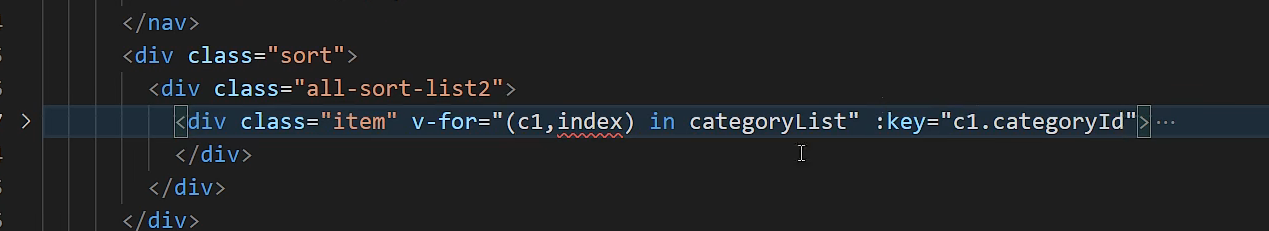 </nav>
<div class="sort">
<div class="all-sort-list2">
<div class="item" v-for="(c1,index) in categoryList" :key="c1.categoryId">···
</div>
</div>
</div>